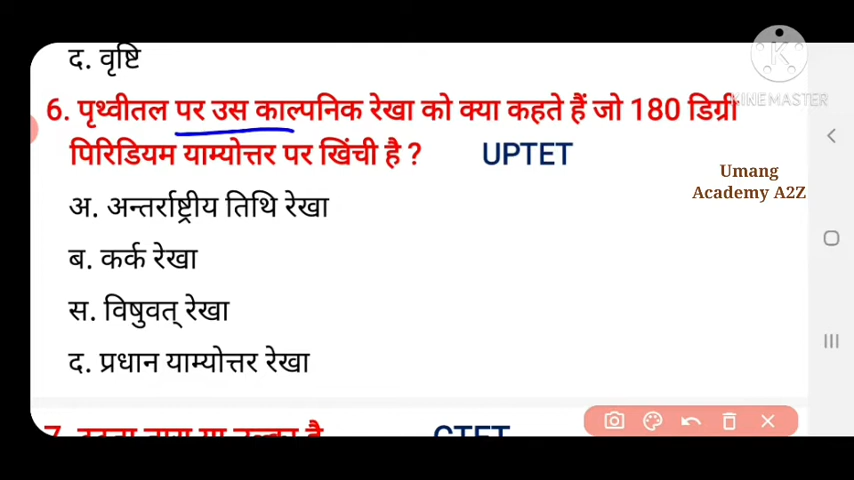 द. वृष्टि
KINEMASTER
6. पृथ्वीतल पर उस काल्पनिक रेखा को क्या कहते हैं जो 180 डिग्री
पिरिडियम याम्योत्तर पर खिंची है ? UPTET
Umang
Academy A2Z
अ. अन्तर्राष्ट्रीय तिथि रेखा
ब. कर्क रेखा
स. विषुवत् रेखा
द. प्रधान याम्योत्तर रेखा
7.